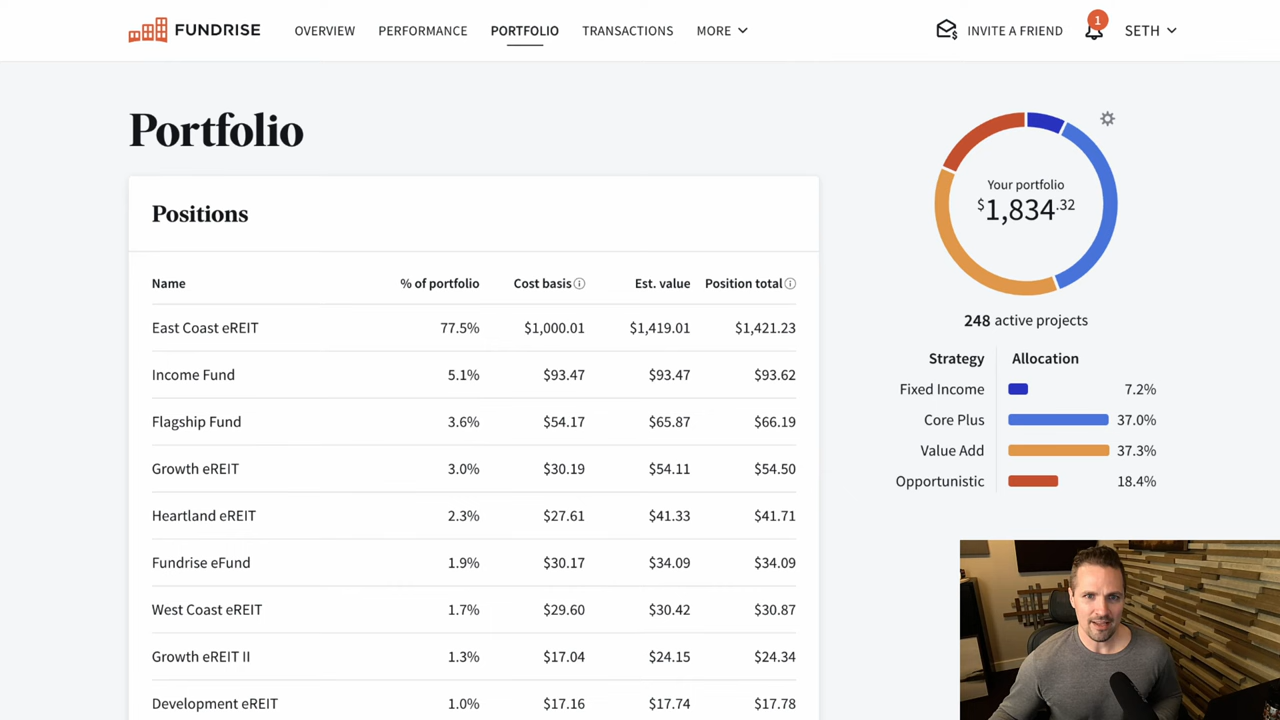 FUNDRISE OVERVIEW PERFORMANCE PORTFOLIO TRANSACTIONS MORE INVITE A FRIEND 1 SETH
Portfolio
Positions
Name % of portfolio Cost basis Est. value Position total
East Coast eREIT 77.5% $1,000.01 $1,419.01 $1,421.23
Income Fund 5.1% $93.47 $93.47 $93.62
Flagship Fund 3.6% $54.17 $65.87 $66.19
Growth eREIT 3.0% $30.19 $54.11 $54.50
Heartland eREIT 2.3% $27.61 $41.33 $41.71
Fundrise eFund 1.9% $30.17 $34.09 $34.09
West Coast eREIT 1.7% $29.60 $30.42 $30.87
Growth eREIT II 1.3% $17.04 $24.15 $24.34
Development eREIT 1.0% $17.16 $17.74 $17.78
Your portfolio
$1,834.32
248 active projects
Strategy Allocation
Fixed Income 7.2%
Core Plus 37.0%
Value Add 37.3%
Opportunistic 18.4%